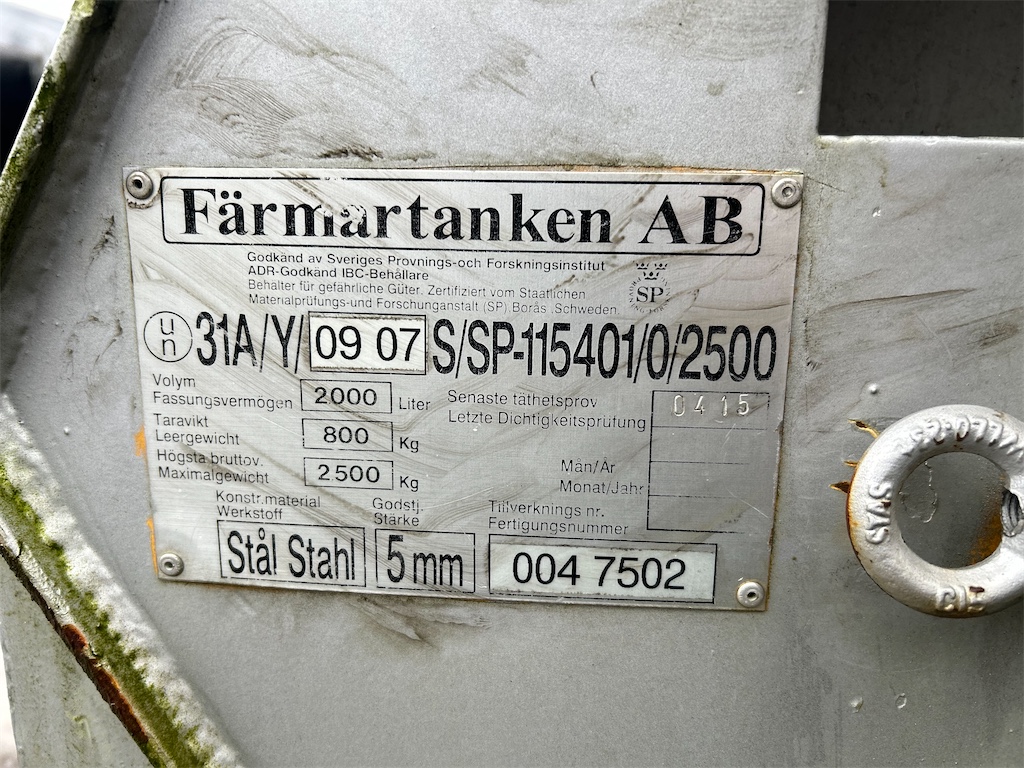 Färmartanken AB
Godkänd av Sveriges Provnings-och Forskningsinstitut
ADR-Godkänd IBC-Behållare
Behälter für gefährliche Güter. Zertifiziert vom Staatlichen
Materialprüfungs-und Forschunganstalt (SP).Borås .Schweden.
SP
un 31A/Y/ 09 07 S/SP-115401/0/2500
Volym
Fassungsvermögen 2000 Liter
Taravikt
Leergewicht 800 Kg
Högsta bruttov.
Maximalgewicht 2500 Kg
Senaste täthetsprov
Letzte Dichtigkeitsprüfung
0415
Mån/År
Monat/Jahr
Konstr.material
Werkstoff
Stål Stahl
Godstj.
Stärke
5 mm
Tillverknings nr.
Fertigungsnummer
004 7502